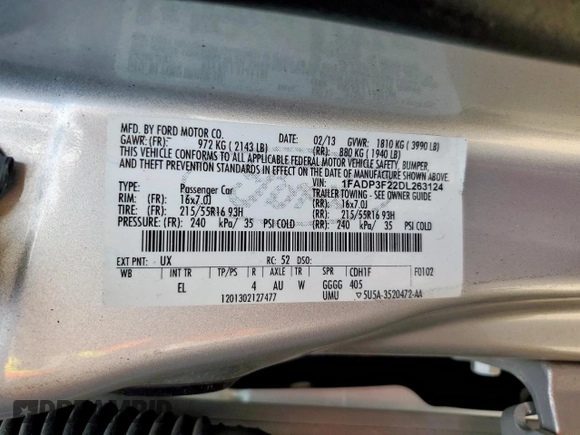 MFD. BY FORD MOTOR CO.
DATE: 02/13 GVWR: 1810 KG ( 3990 LB)
GAWR: (FR): 972 KG ( 2143 LB) (RR): 880 KG ( 1940 LB)
THIS VEHICLE CONFORMS TO ALL APPLICABLE FEDERAL MOTOR VEHICLE SAFETY, BUMPER
AND THEFT PREVENTION STANDARDS IN EFFECT ON THE DATE OF MANUFACTURE SHOWN ABOVE.
VIN: 1FADP3F22DL263124
TYPE: Passenger Car TRAILER TOWING - SEE OWNER GUIDE
RIM: (FR) 16x7.0J (RR): 16x7.0J
TIRE: (FR) 215/55R16 93H (RR): 215/55R16 93H
PRESSURE: (FR) 240 kPa/ 35 PSI COLD (RR): 240 kPa/ 35 PSI COLD
EXT PNT: UX RC: 52 DSO:
WB INT TR TP/PS R AXLE TR SPR CDH1F F0102
EL 4 AU W GGGG 405
1201302127477 UMU 5U5A-3520472-AA
DREAMBID